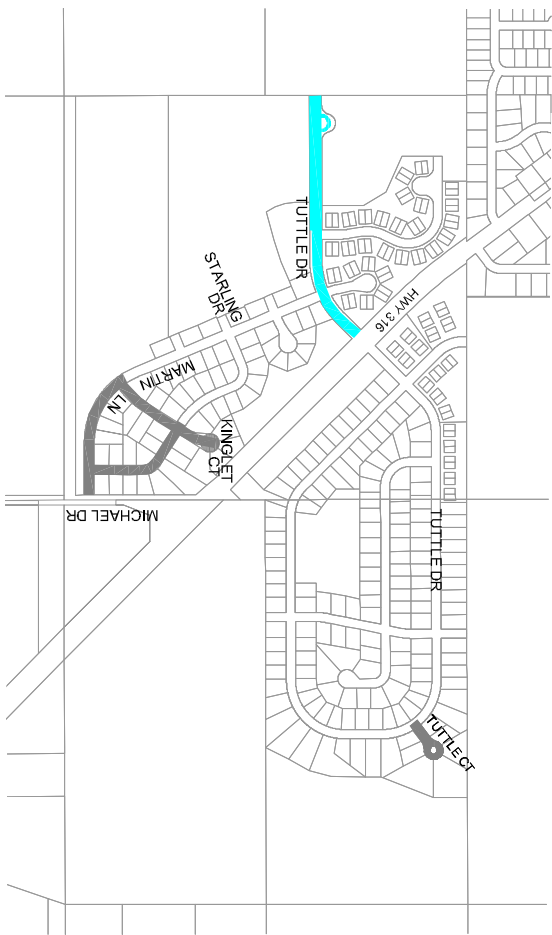 TUTTLE DR
STARLING
DR
HWY 316
MARTIN
LN
KINGLET
CT
MICHAEL DR
TUTTLE DR
TUTTLE CT